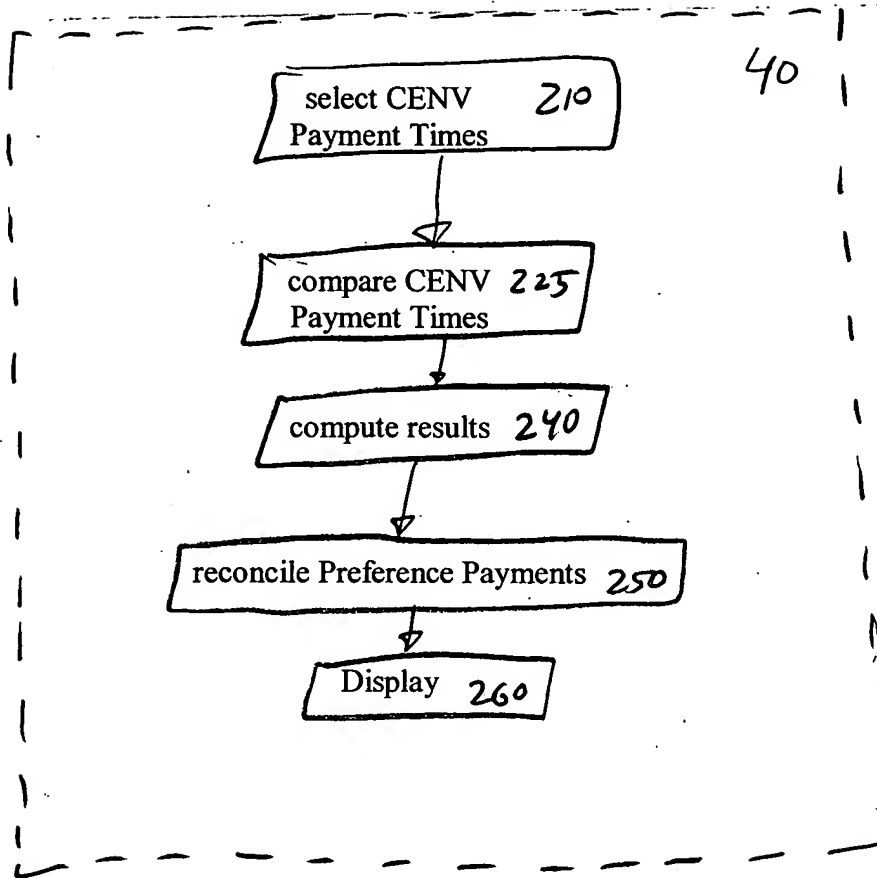 40
select CENV 210
Payment Times
compare CENV 225
Payment Times
compute results 240
reconcile Preference Payments 250
Display 260